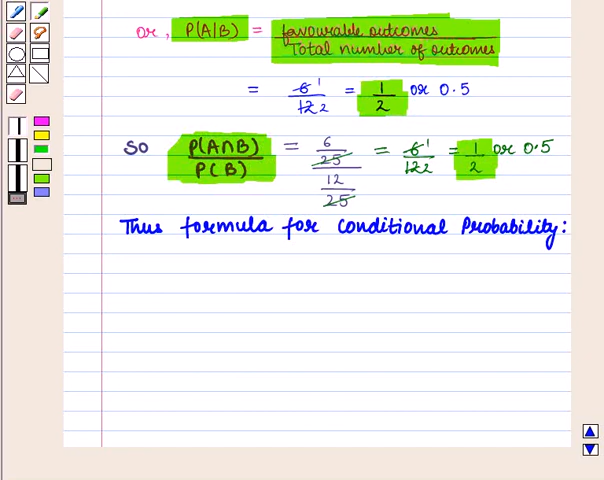 or, P(A|B) = favourable outcomes / Total number of outcomes
= 6 1 / 12 2 = 1/2 or 0.5
So P(A∩B) / P(B) = 6/25 / 12/25 = 6 1 / 12 2 = 1/2 or 0.5
Thus formula for Conditional Probability: